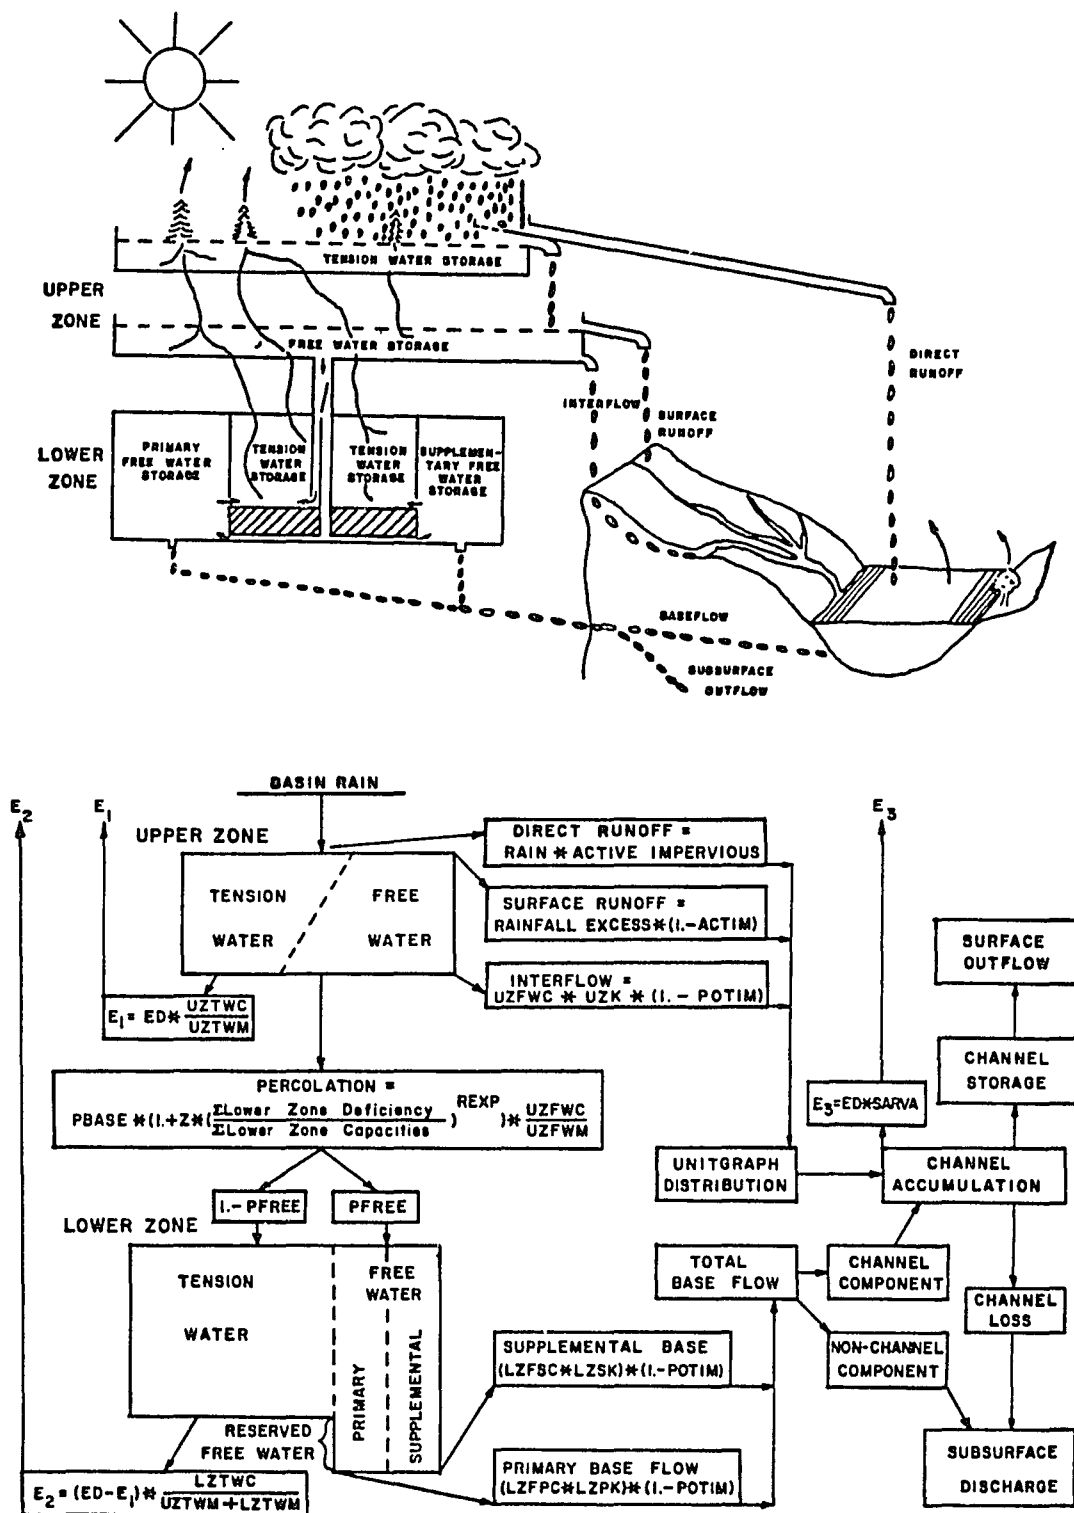 TENSION WATER STORAGE
UPPER
ZONE
FREE WATER STORAGE
DIRECT
RUNOFF
INTERFLOW
SURFACE
RUNOFF
LOWER
ZONE
PRIMARY
FREE WATER
STORAGE
TENSION
WATER
STORAGE
TENSION
WATER
STORAGE
SUPPLEMEN-
TARY FREE
WATER
STORAGE
BASEFLOW
SUBSURFACE
OUTFLOW
BASIN RAIN
E2
E1
E3
UPPER ZONE
TENSION
WATER
FREE
WATER
DIRECT RUNOFF =
RAIN * ACTIVE IMPERVIOUS
SURFACE RUNOFF =
RAINFALL EXCESS*(1.-ACTIM)
INTERFLOW =
UZFWC * UZK * (1. - POTIM)
E1 = ED* UZTWC
UZTWM
PERCOLATION =
PBASE *(1.+Z*( ΣLower Zone Deficiency
ΣLower Zone Capacities ) REXP )* UZFWC
UZFWM
1.- PFREE
PFREE
SURFACE
OUTFLOW
CHANNEL
STORAGE
E3=ED*SARVA
UNITGRAPH
DISTRIBUTION
CHANNEL
ACCUMULATION
LOWER ZONE
TENSION
WATER
FREE
WATER
PRIMARY
SUPPLEMENTAL
TOTAL
BASE FLOW
CHANNEL
COMPONENT
CHANNEL
LOSS
NON-CHANNEL
COMPONENT
SUPPLEMENTAL BASE
(LZFSC*LZSK)*(1.-POTIM)
RESERVED
FREE WATER
PRIMARY BASE FLOW
(LZFPC*LZPK)*(1.-POTIM)
SUBSURFACE
DISCHARGE
E2 = (ED-E1)* LZTWC
UZTWM+LZTWM